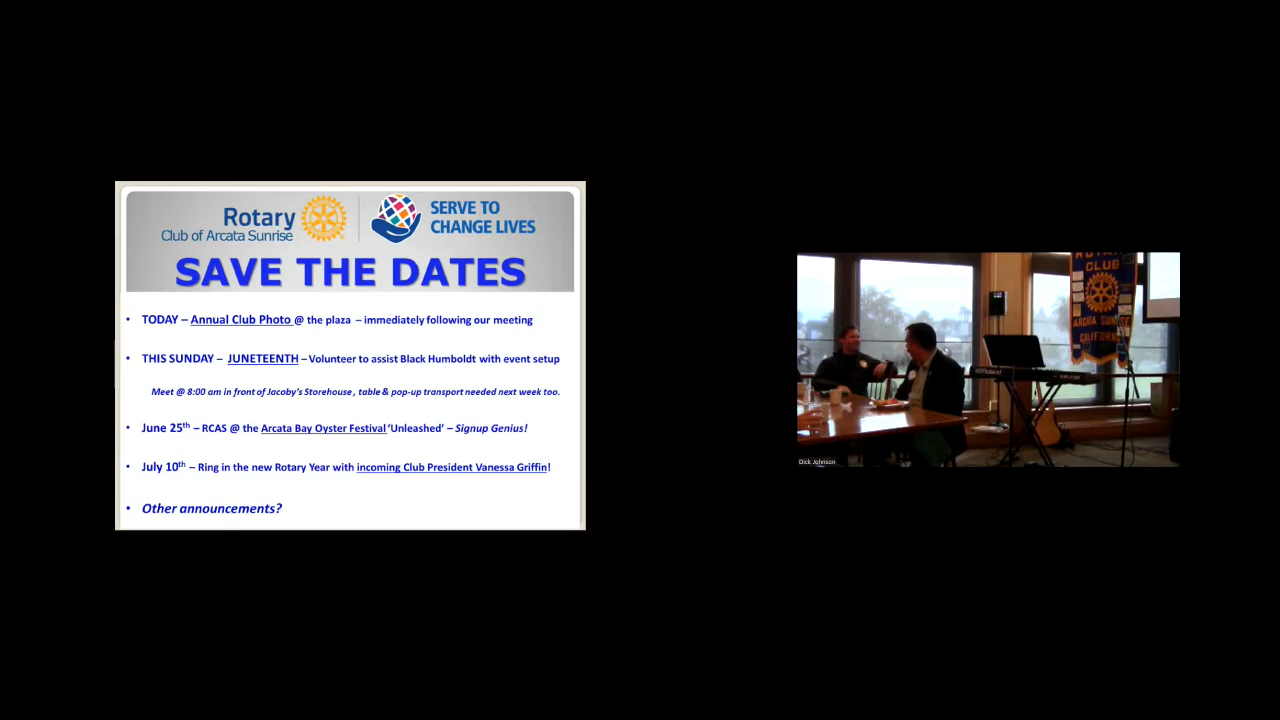 Rotary
Club of Arcata Sunrise
SERVE TO
CHANGE LIVES
SAVE THE DATES
• TODAY – Annual Club Photo @ the plaza – immediately following our meeting
• THIS SUNDAY – JUNETEENTH – Volunteer to assist Black Humboldt with event setup
Meet @ 8:00 am in front of Jacoby's Storehouse , table & pop-up transport needed next week too.
• June 25th – RCAS @ the Arcata Bay Oyster Festival 'Unleashed' – Signup Genius!
• July 10th – Ring in the new Rotary Year with incoming Club President Vanessa Griffin!
• Other announcements?
ROTARY
CLUB
ARCATA SUNRISE
CALIFORNIA
Roland
Dick Johnson